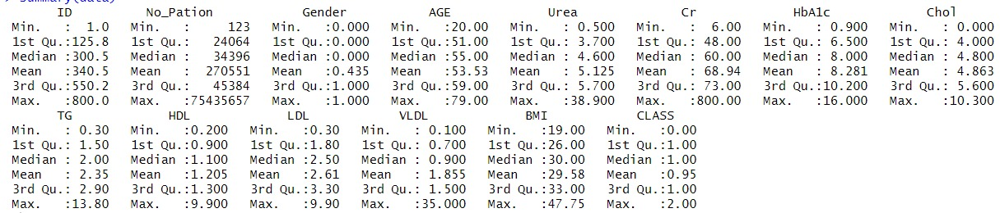 > summary(data)
ID No_Pation Gender AGE Urea Cr HbA1c Chol
Min. : 1.0 Min. : 123 Min. :0.000 Min. :20.00 Min. : 0.500 Min. : 6.00 Min. : 0.900 Min. : 0.000
1st Qu.:125.8 1st Qu.: 24064 1st Qu.:0.000 1st Qu.:51.00 1st Qu.: 3.700 1st Qu.: 48.00 1st Qu.: 6.500 1st Qu.: 4.000
Median :300.5 Median : 34396 Median :0.000 Median :55.00 Median : 4.600 Median : 60.00 Median : 8.000 Median : 4.800
Mean :340.5 Mean : 270551 Mean :0.435 Mean :53.53 Mean : 5.125 Mean : 68.94 Mean : 8.281 Mean : 4.863
3rd Qu.:550.2 3rd Qu.: 45384 3rd Qu.:1.000 3rd Qu.:59.00 3rd Qu.: 5.700 3rd Qu.: 73.00 3rd Qu.:10.200 3rd Qu.: 5.600
Max. :800.0 Max. :75435657 Max. :1.000 Max. :79.00 Max. :38.900 Max. :800.00 Max. :16.000 Max. :10.300
TG HDL LDL VLDL BMI CLASS
Min. : 0.30 Min. :0.200 Min. :0.30 Min. : 0.100 Min. :19.00 Min. :0.00
1st Qu.: 1.50 1st Qu.:0.900 1st Qu.:1.80 1st Qu.: 0.700 1st Qu.:26.00 1st Qu.:1.00
Median : 2.00 Median :1.100 Median :2.50 Median : 0.900 Median :30.00 Median :1.00
Mean : 2.35 Mean :1.205 Mean :2.61 Mean : 1.855 Mean :29.58 Mean :0.95
3rd Qu.: 2.90 3rd Qu.:1.300 3rd Qu.:3.30 3rd Qu.: 1.500 3rd Qu.:33.00 3rd Qu.:1.00
Max. :13.80 Max. :9.900 Max. :9.90 Max. :35.000 Max. :47.75 Max. :2.00